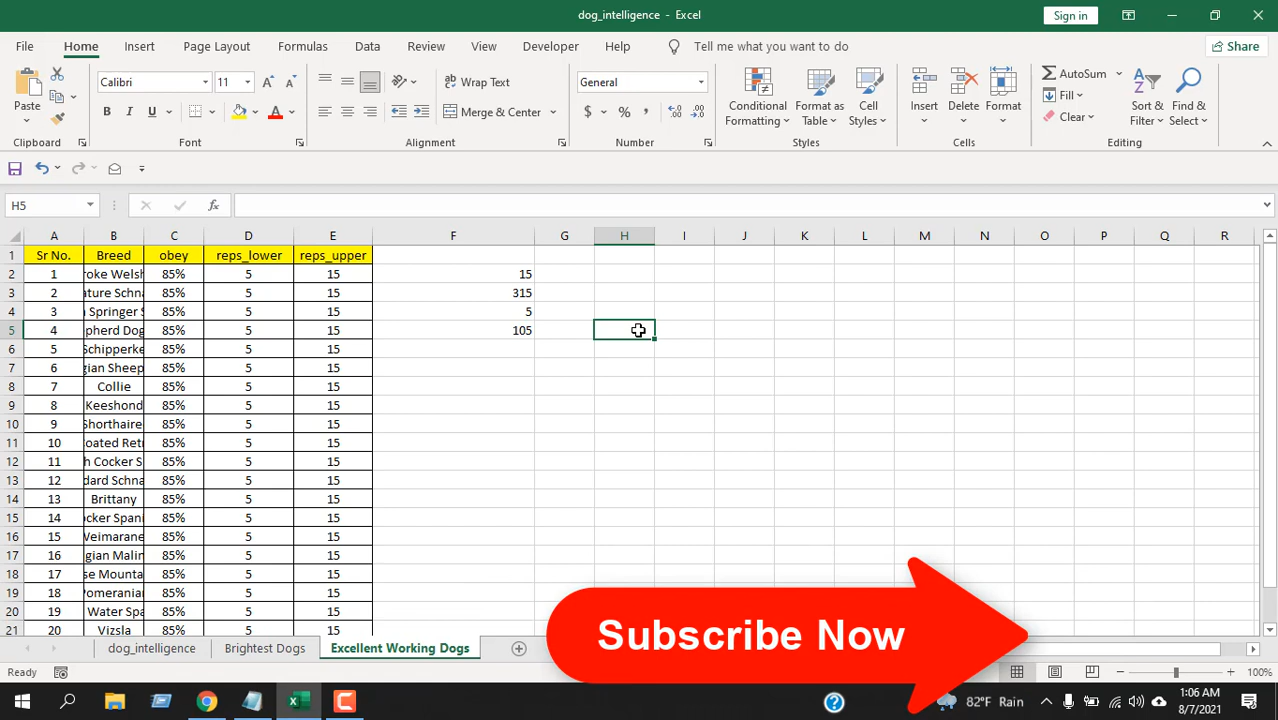 dog_intelligence - Excel
Sign in
File Home Insert Page Layout Formulas Data Review View Developer Help Tell me what you want to do Share
Calibri 11 Wrap Text General AutoSum
Paste B I U Merge & Center $ % , Conditional Formatting Format as Table Cell Styles Insert Delete Format Fill Clear Sort & Filter Find & Select
Clipboard Font Alignment Number Styles Cells Editing
H5 fx
A B C D E F G H I J K L M N O P Q R
1 Sr No. Breed obey reps_lower reps_upper
2 1 roke Welsh 85% 5 15 15
3 2 ature Schna 85% 5 15 315
4 3 Springer S 85% 5 15 5
5 4 pherd Dog 85% 5 15 105
6 5 Schipperke 85% 5 15
7 6 gian Sheep 85% 5 15
8 7 Collie 85% 5 15
9 8 Keeshond 85% 5 15
10 9 Shorthaire 85% 5 15
11 10 oated Retr 85% 5 15
12 11 h Cocker S 85% 5 15
13 12 dard Schna 85% 5 15
14 13 Brittany 85% 5 15
15 14 ocker Spani 85% 5 15
16 15 Weimarane 85% 5 15
17 16 gian Malin 85% 5 15
18 17 se Mounta 85% 5 15
19 18 Pomeranian 85% 5 15
20 19 Water Spa 85% 5 15
21 20 Vizsla 85% 5 15
Subscribe Now
dog_intelligence Brightest Dogs Excellent Working Dogs
Ready 100%
82°F Rain 1:06 AM
8/7/2021